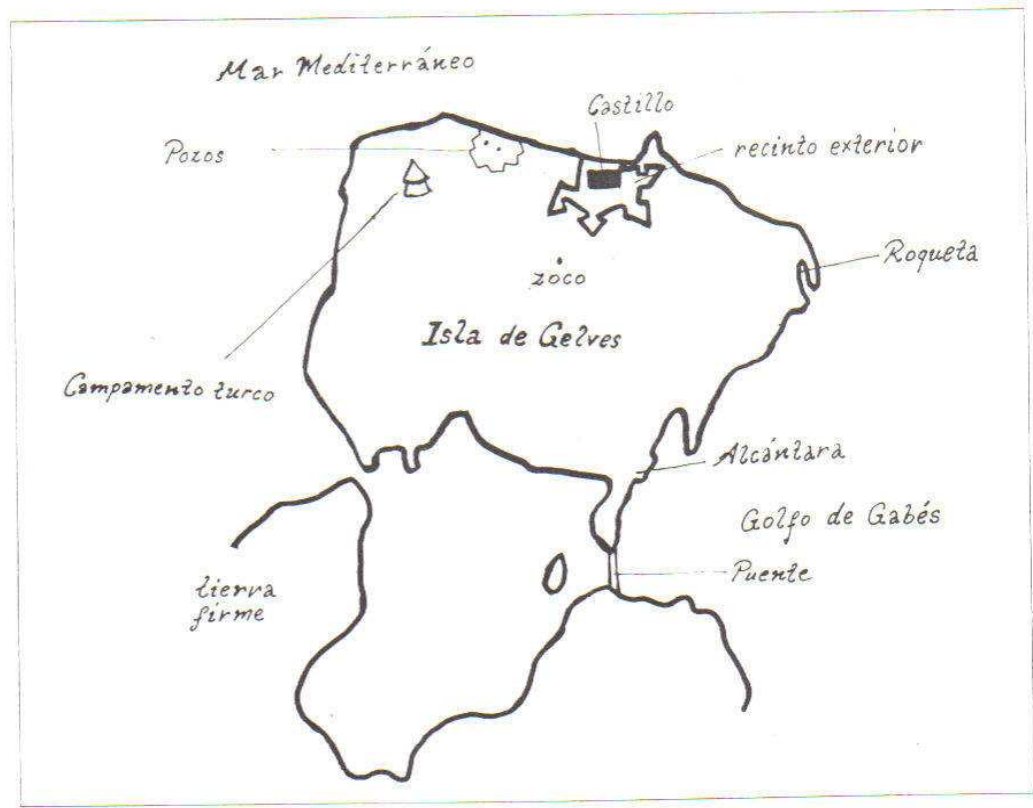 Mar Mediterráneo
Castillo
Pozos
recinto exterior
Roqueta
zoco
Isla de Gelves
Campamento turco
Alcántara
Golfo de Gabés
Puente
tierra
firme